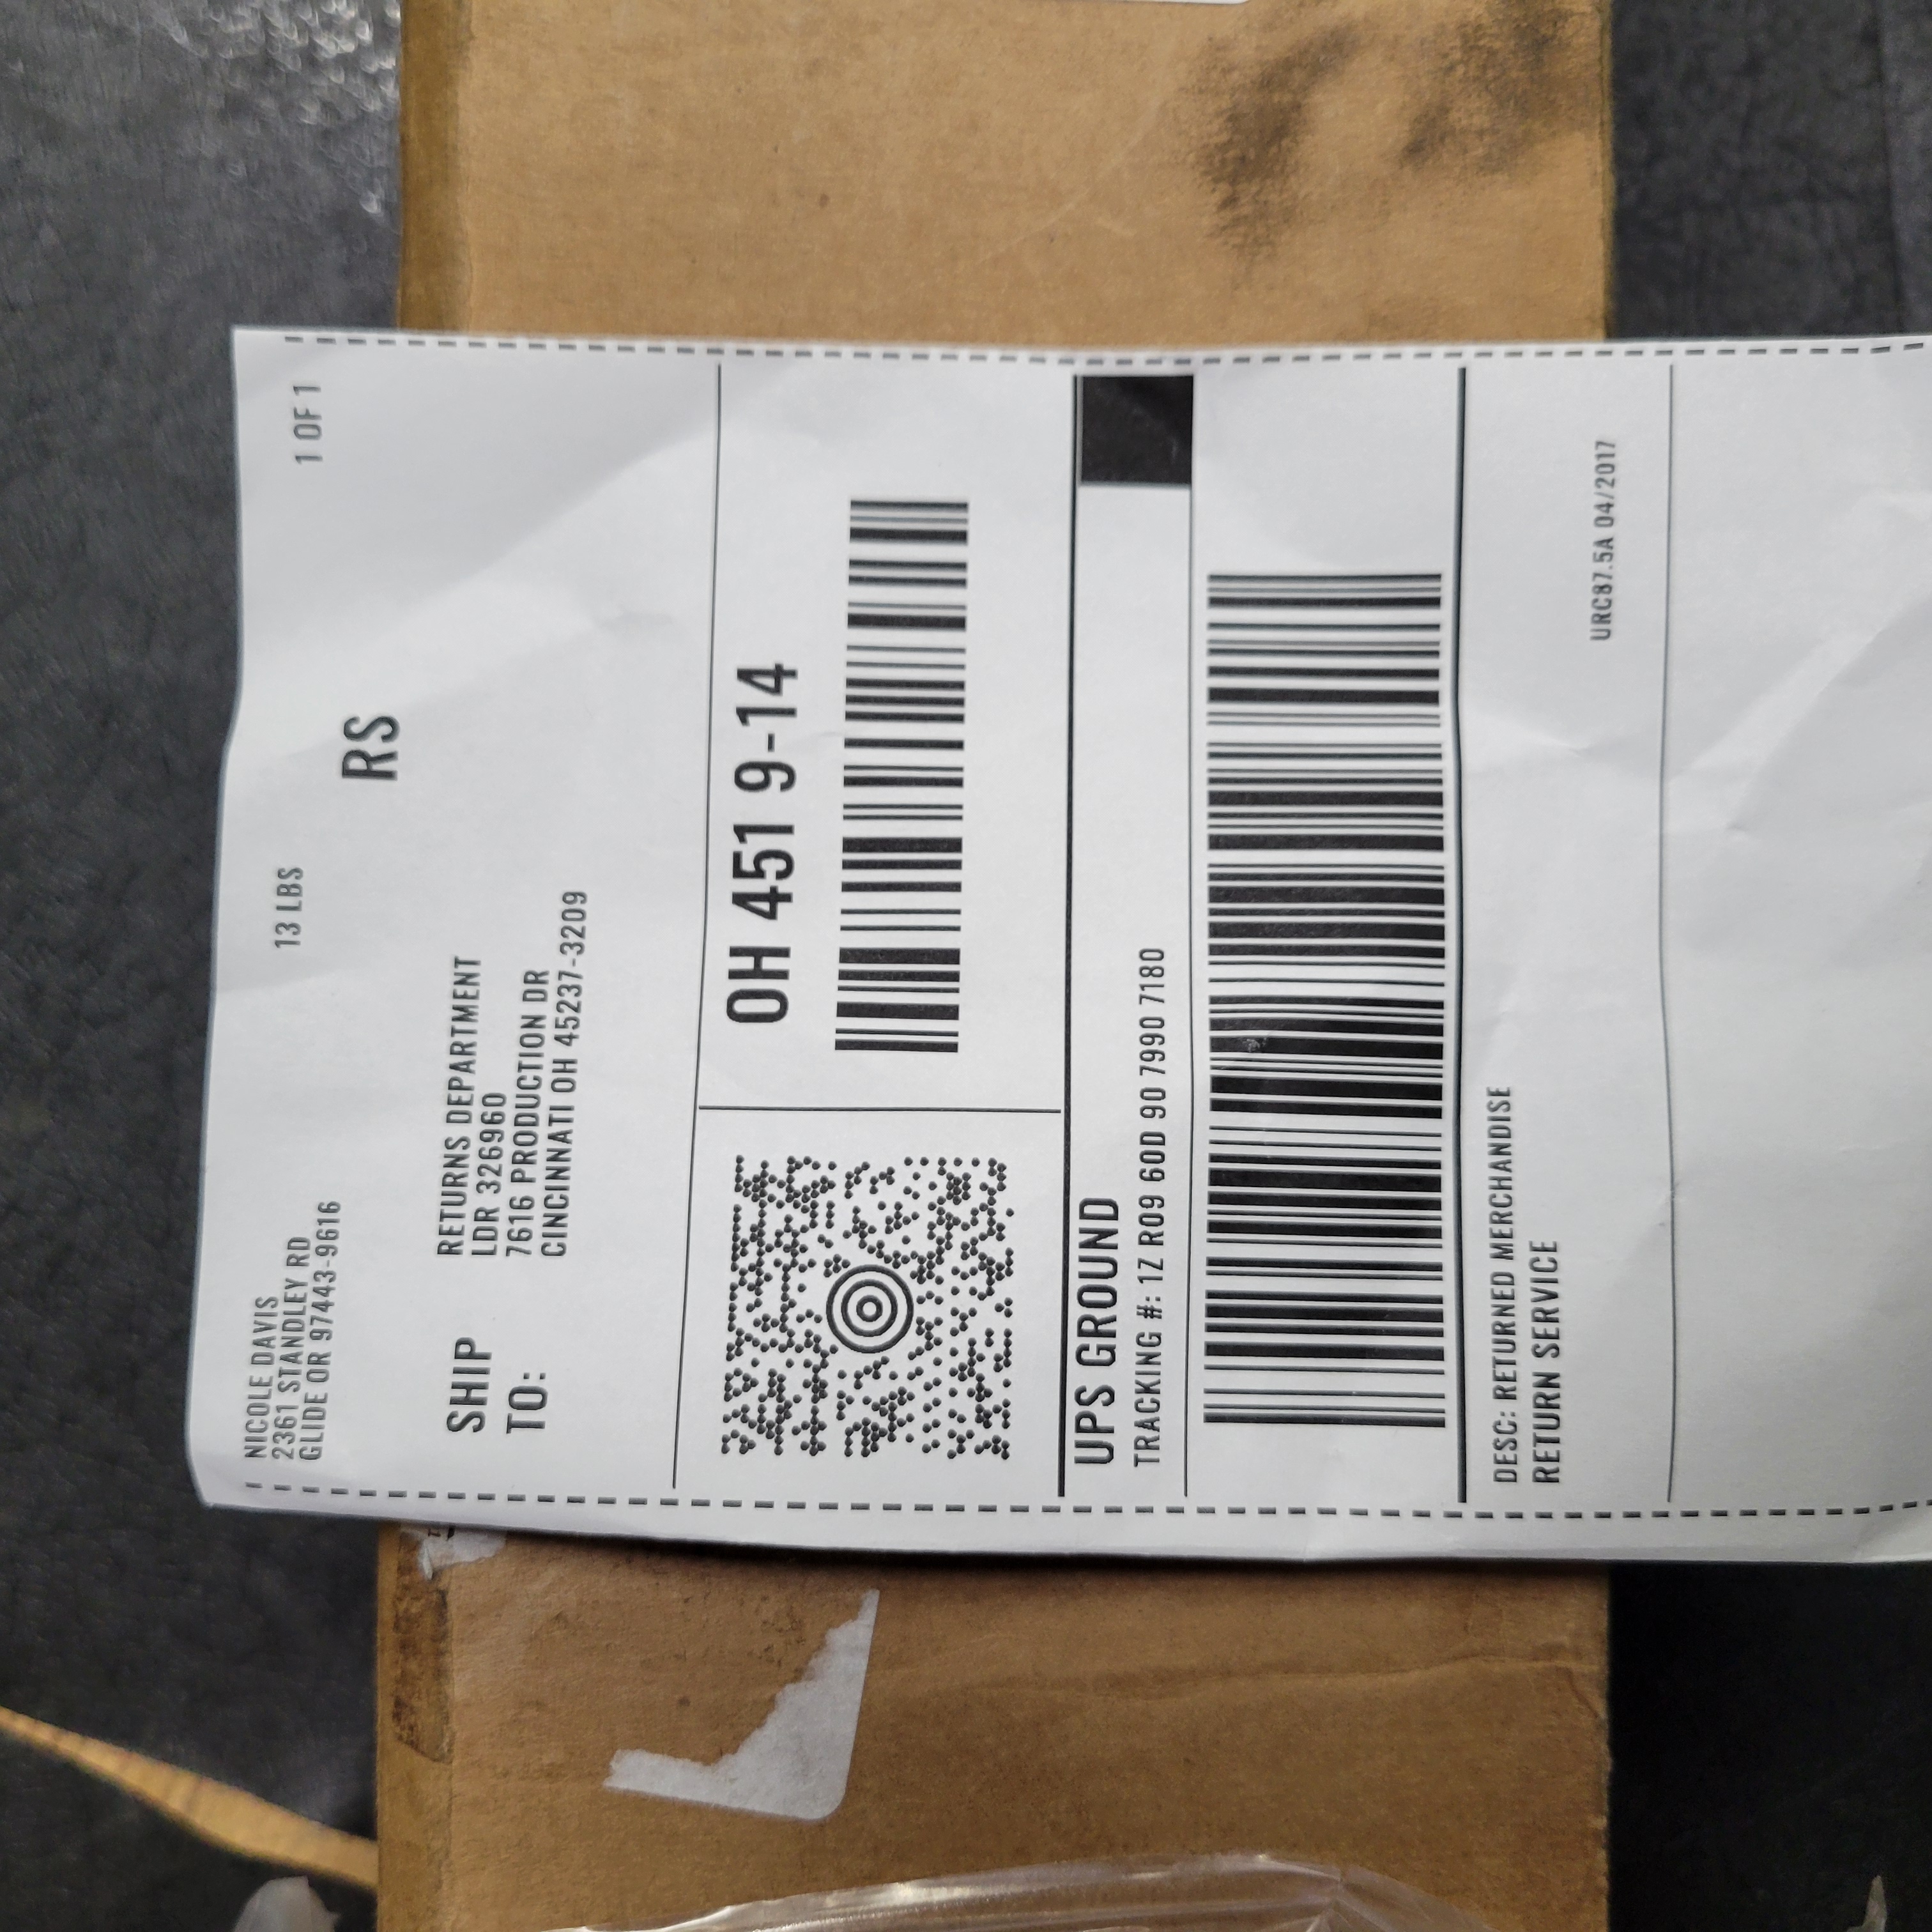 NICOLE DAVIS
2361 STANDLEY RD
GLIDE OR 97443-9616
13 LBS
1 OF 1
RS
SHIP
TO:
RETURNS DEPARTMENT
LDR 326960
7616 PRODUCTION DR
CINCINNATI OH 45237-3209
OH 451 9-14
UPS GROUND
TRACKING #: 1Z R09 60D 90 7990 7180
DESC: RETURNED MERCHANDISE
RETURN SERVICE
URC87.5A 04/2017